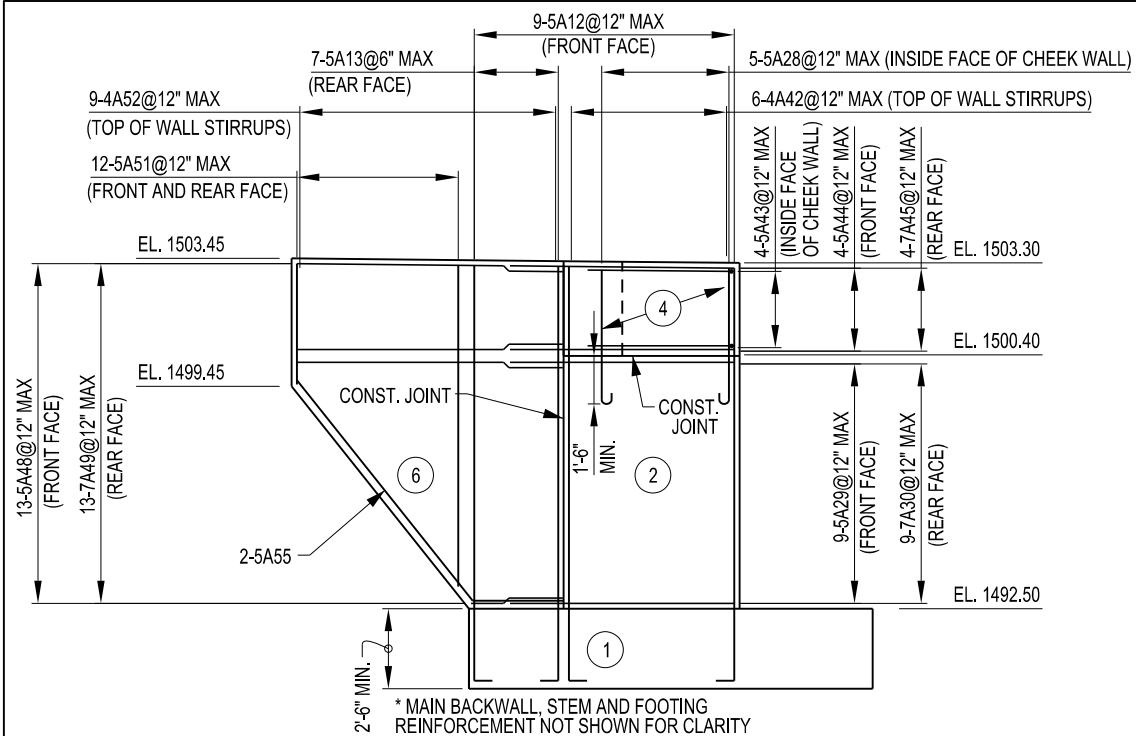 9-5A12@12" MAX
(FRONT FACE)
7-5A13@6" MAX
(REAR FACE)
5-5A28@12" MAX (INSIDE FACE OF CHEEK WALL)
9-4A52@12" MAX
(TOP OF WALL STIRRUPS)
6-4A42@12" MAX (TOP OF WALL STIRRUPS)
12-5A51@12" MAX
(FRONT AND REAR FACE)
4-5A43@12" MAX
(INSIDE FACE
OF CHEEK WALL)
4-5A44@12" MAX
(FRONT FACE)
4-7A45@12" MAX
(REAR FACE)
EL. 1503.45
EL. 1503.30
4
EL. 1500.40
EL. 1499.45
CONST. JOINT
CONST.
JOINT
1'-6"
MIN.
13-5A48@12" MAX
(FRONT FACE)
13-7A49@12" MAX
(REAR FACE)
6
2
9-5A29@12" MAX
(FRONT FACE)
9-7A30@12" MAX
(REAR FACE)
2-5A55
EL. 1492.50
1
2'-6" MIN.
* MAIN BACKWALL, STEM AND FOOTING
REINFORCEMENT NOT SHOWN FOR CLARITY